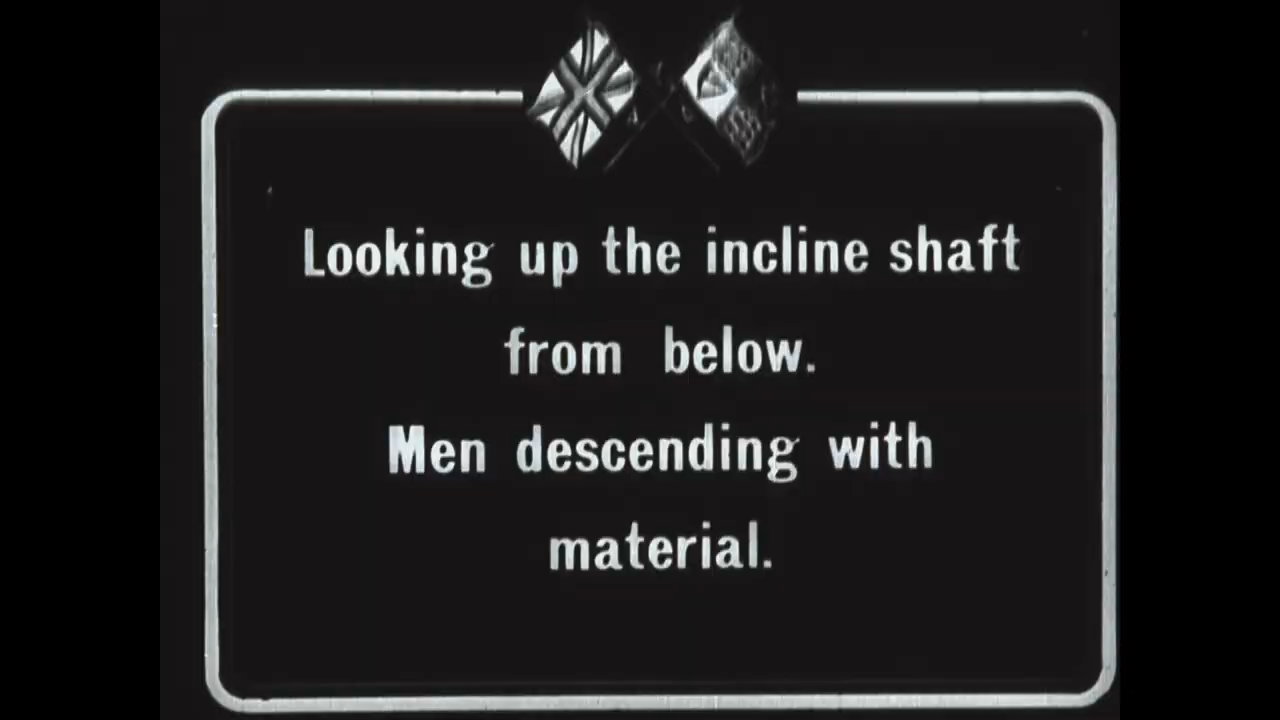 Looking up the incline shaft
from below.
Men descending with
material.